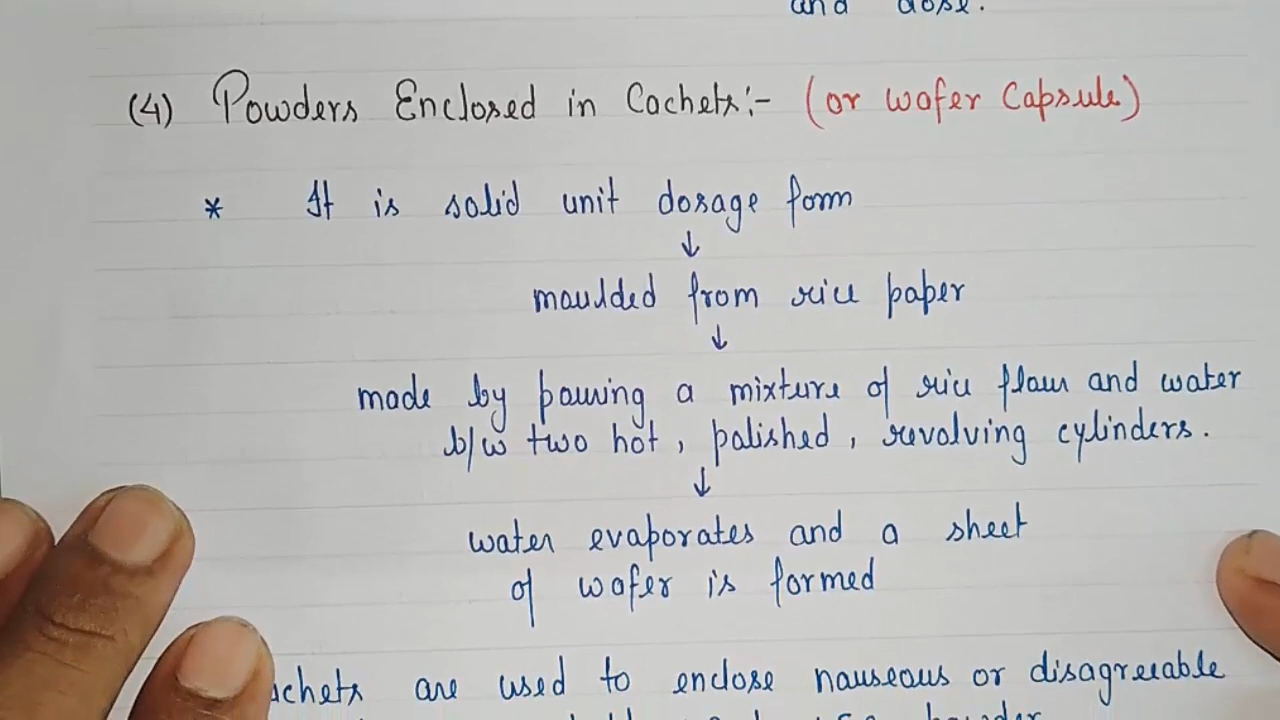 and dose.
(4) Powders Enclosed in Cachets:- (or wafer Capsule)
* It is solid unit dosage form
↓
moulded from rice paper
↓
made by pouring a mixture of rice flour and water
b/w two hot, polished, revolving cylinders.
↓
water evaporates and a sheet
of wafer is formed
achets are used to enclose nauseous or disagreeable
powder